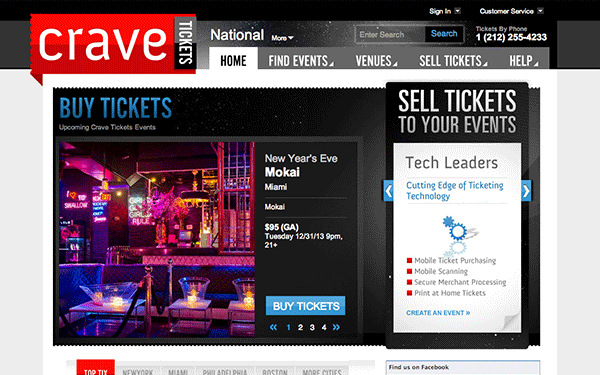 Sign In Customer Service
crave TICKETS
National More
Enter Search Search
Tickets By Phone
1 (212) 255-4233
HOME FIND EVENTS VENUES SELL TICKETS HELP
BUY TICKETS
Upcoming Crave Tickets Events
GIRLS
RULE
New Year's Eve
Mokai
Miami
Mokai
$95 (GA)
Tuesday 12/31/13 9pm,
21+
BUY TICKETS
« 1 2 3 4 »
SELL TICKETS
TO YOUR EVENTS
Tech Leaders
Cutting Edge of Ticketing
Technology
Mobile Ticket Purchasing
Mobile Scanning
Secure Merchant Processing
Print at Home Tickets
CREATE AN EVENT »
TOP TIX NEWYORK MIAMI PHILADELPHIA BOSTON MORE CITIES
Find us on Facebook